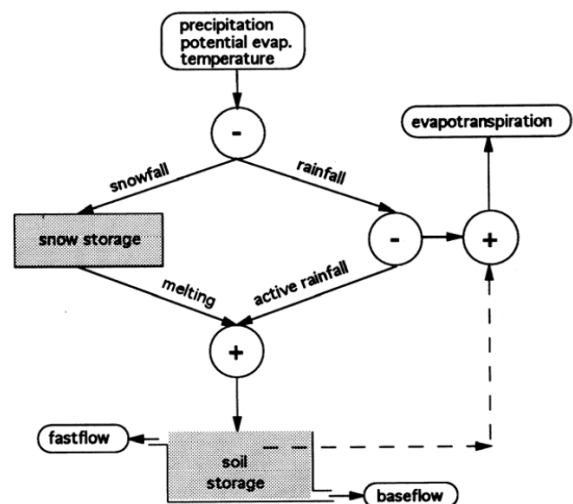 precipitation
potential evap.
temperature
evapotranspiration
-
snowfall
rainfall
snow storage
-
+
melting
active rainfall
+
fastflow
soil
storage
baseflow